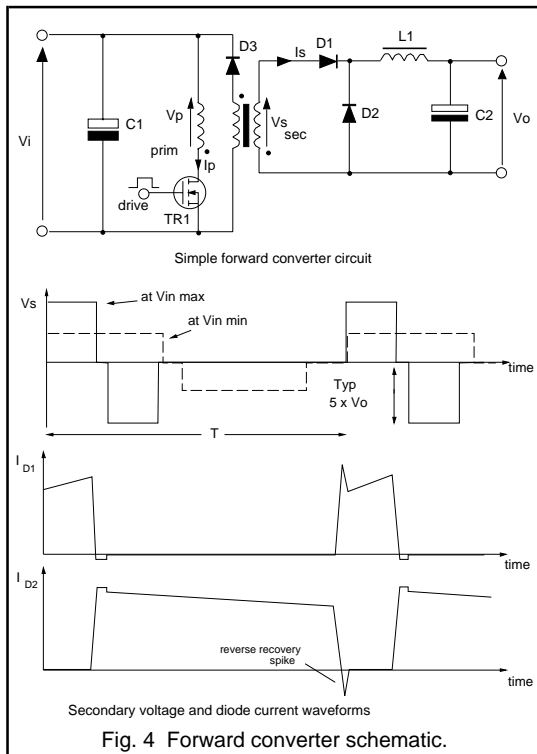 D3
Is
D1
L1
Vi
C1
Vp
prim
Ip
Vs
sec
D2
C2
Vo
drive
TR1
Simple forward converter circuit
Vs
at Vin max
at Vin min
time
Typ
5 x Vo
T
I D1
time
I D2
reverse recovery
spike
time
Secondary voltage and diode current waveforms
Fig. 4 Forward converter schematic.